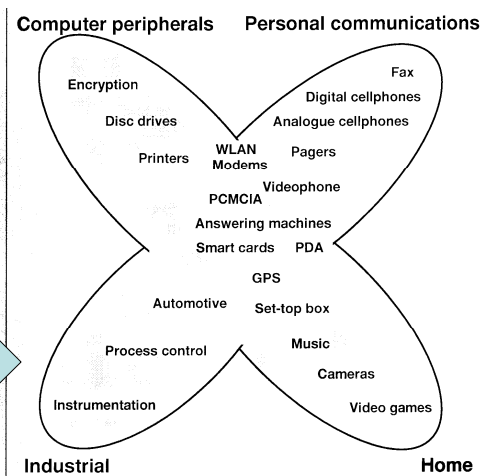 Computer peripherals
Personal communications
Fax
Encryption
Digital cellphones
Disc drives
Analogue cellphones
WLAN
Modems
Printers
Pagers
Videophone
PCMCIA
Answering machines
Smart cards
PDA
GPS
Automotive
Set-top box
Process control
Music
Cameras
Instrumentation
Video games
Industrial
Home